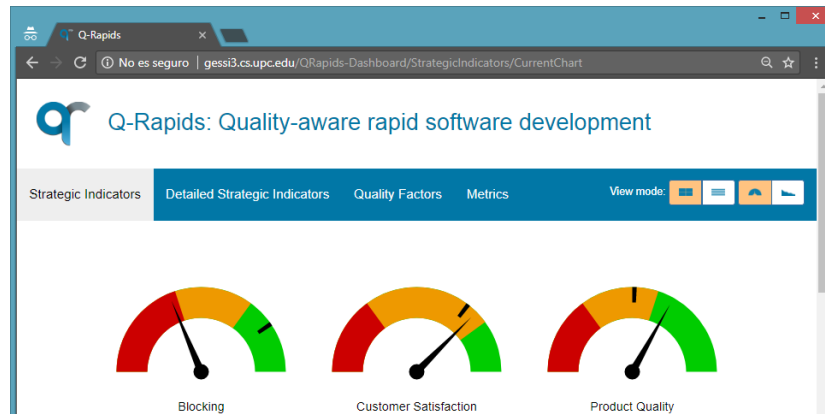 Q-Rapids
No es seguro | gessi3.cs.upc.edu/QRapids-Dashboard/StrategicIndicators/CurrentChart
Q-Rapids: Quality-aware rapid software development
Strategic Indicators Detailed Strategic Indicators Quality Factors Metrics View mode:
Blocking Customer Satisfaction Product Quality